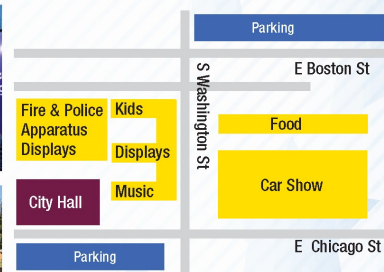 Parking
E Boston St
S Washington St
Fire & Police
Apparatus
Displays
Kids
Displays
Music
Food
Car Show
City Hall
E Chicago St
Parking